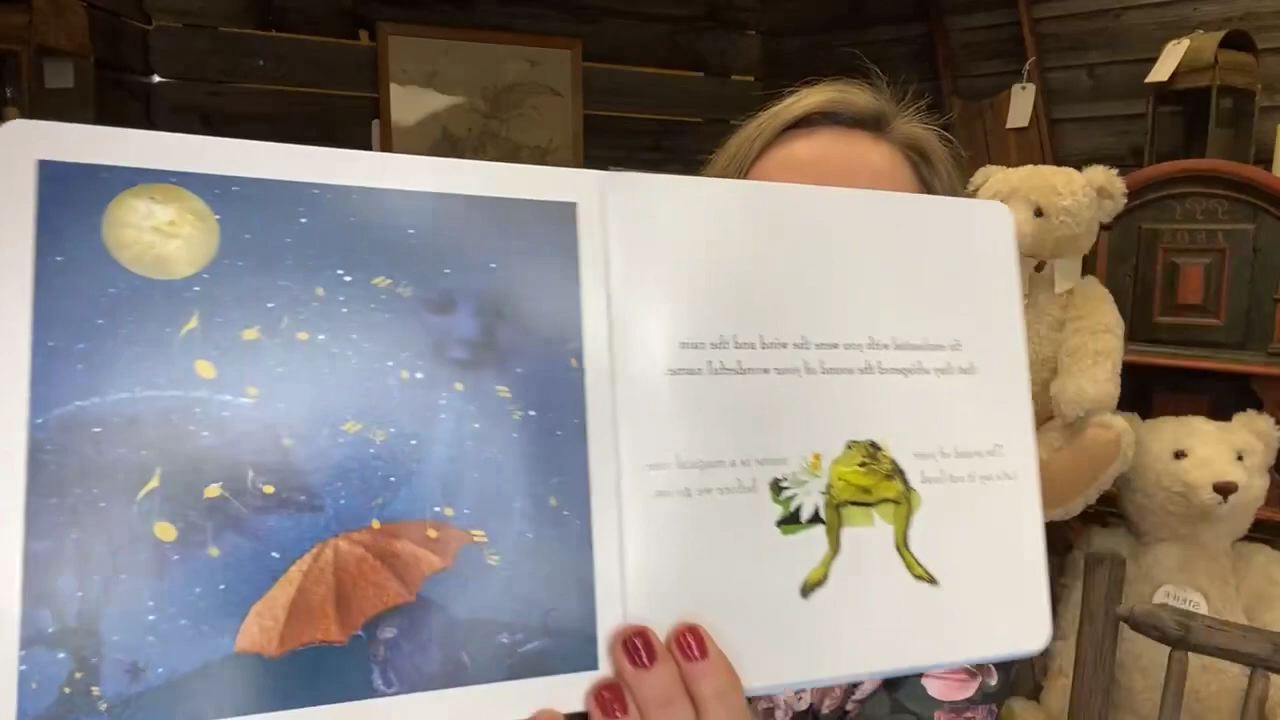 So enchanted with you were the wind and the rain
that they whispered the sound of your wonderful name.
The sound of your name is a magical one
Let's say it out loud before we go on:
STEIFF